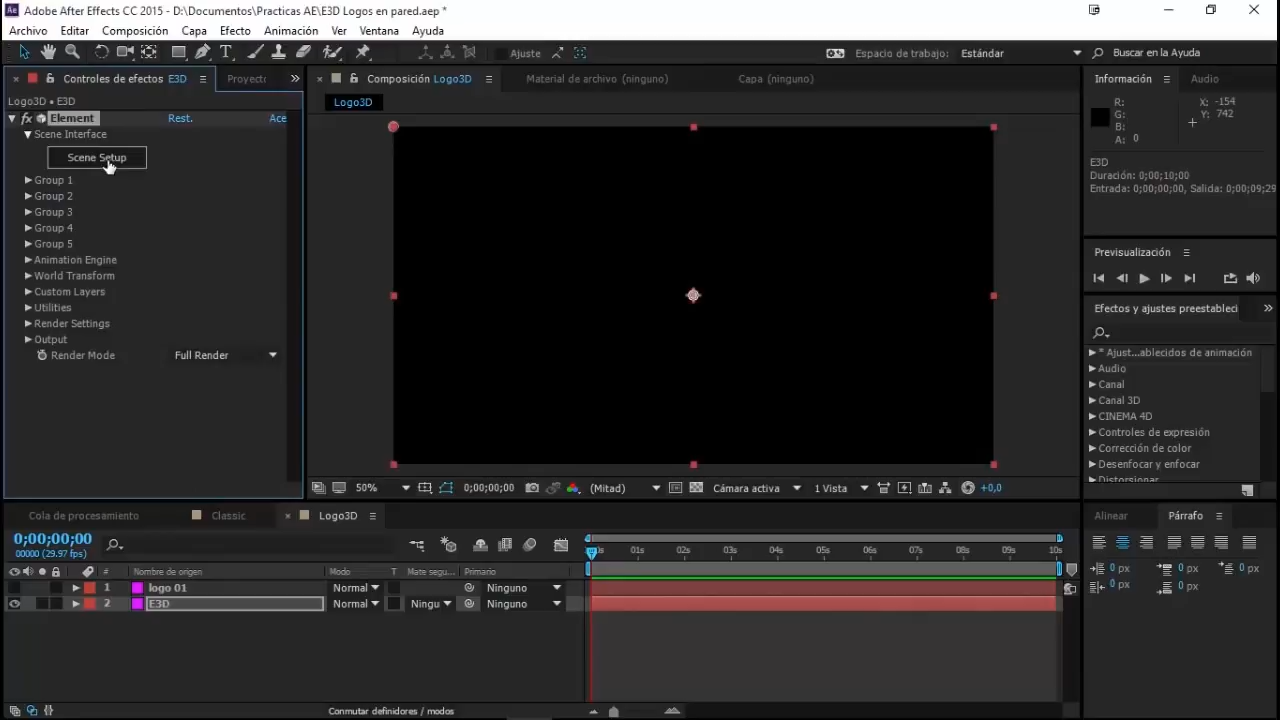 Ae Adobe After Effects CC 2015 - D:\Documentos\Practicas AE\E3D Logos en pared.aep *
Archivo Editar Composición Capa Efecto Animación Ver Ventana Ayuda
Ajuste Espacio de trabajo: Estándar Buscar en la Ayuda
Controles de efectos E3D Proyecto
Composición Logo3D Material de archivo (ninguno) Capa (ninguno)
Información Audio
Logo3D • E3D
Logo3D
R: X: -154
G: Y: 742
B:
A: 0
fx Element Rest. Ace
Scene Interface
Scene Setup
Group 1
Group 2
Group 3
Group 4
Group 5
Animation Engine
World Transform
Custom Layers
Utilities
Render Settings
Output
Render Mode Full Render
E3D
Duración: 0;00;10;00
Entrada: 0;00;00;00, Salida: 0;00;09;29
Previsualización
Efectos y ajustes preestableci
* Ajust...ablecidos de animación
Audio
Canal
Canal 3D
CINEMA 4D
Controles de expresión
Corrección de color
Desenfocar y enfocar
Distorsionar
50% 0;00;00;00 (Mitad) Cámara activa 1 Vista +0,0
Cola de procesamiento Classic Logo3D
Alinear Párrafo
0;00;00;00
00000 (29.97 fps)
01s 02s 03s 04s 05s 06s 07s 08s 09s 10s
# Nombre de origen Modo T Mate segu... Primario
1 logo 01 Normal Ninguno
2 E3D Normal Ningu Ninguno
0 px 0 px 0 px
0 px 0 px
Conmutar definidores / modos